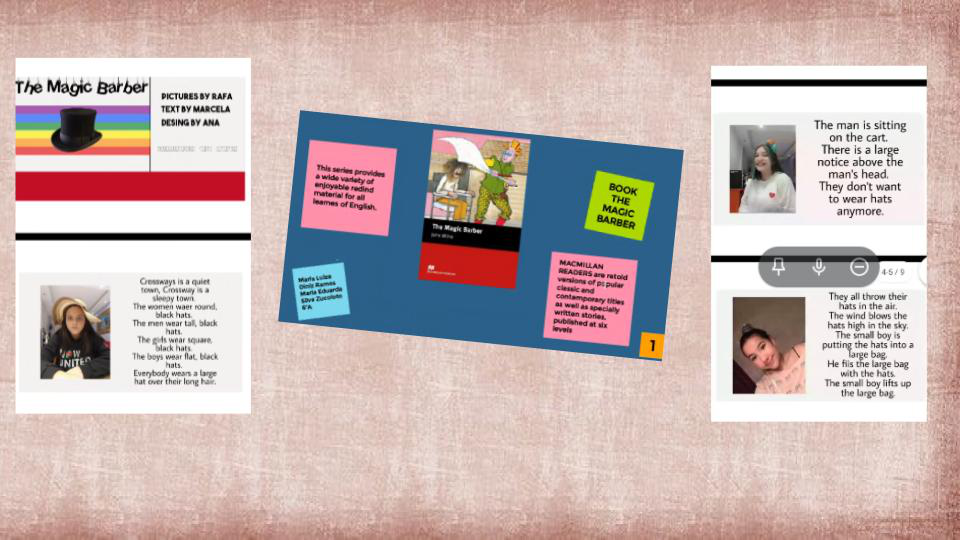 The Magic Barber
PICTURES BY RAFA
TEXT BY MARCELA
DESING BY ANA
Crossways is a quiet
town, Crossway is a
sleepy town.
The women waer round,
black hats.
The men wear tall, black
hats.
The girls wear square,
black hats.
The boys wear flat, black
hats.
Everybody wears a large
hat over their long hair.
UNITED
This series provides
a wide variety of
enjoyable redind
material for all
learnes of English.
Maria Luiza
Diniz Ramos
Maria Eduarda
Silva Zucoloto
6°A
The Magic Barber
BOOK
THE
MAGIC
BARBER
MACMILLAN
READERS are retold
versions of popular
classic and
contemporary titles
as well as specially
written stories,
published at six
levels
1
The man is sitting
on the cart.
There is a large
notice above the
man's head.
They don't want
to wear hats
anymore.
4-5 / 9
They all throw their
hats in the air.
The wind blows the
hats high in the sky.
The small boy is
putting the hats into a
large bag.
He fiis the large bag
with the hats.
The small boy lifts up
the large bag.